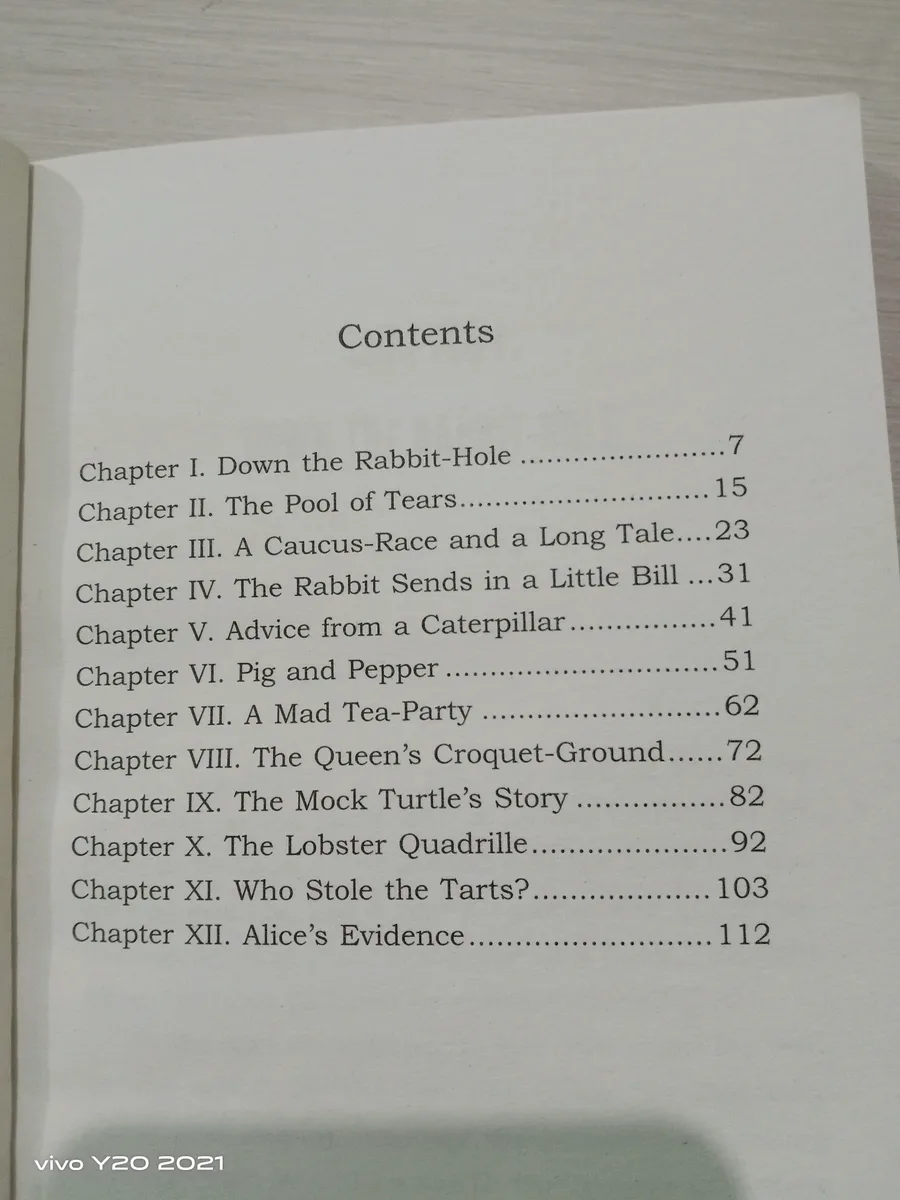 Contents
Chapter I. Down the Rabbit-Hole .......................7
Chapter II. The Pool of Tears............................15
Chapter III. A Caucus-Race and a Long Tale....23
Chapter IV. The Rabbit Sends in a Little Bill ...31
Chapter V. Advice from a Caterpillar.................41
Chapter VI. Pig and Pepper ...............................51
Chapter VII. A Mad Tea-Party ...........................62
Chapter VIII. The Queen’s Croquet-Ground......72
Chapter IX. The Mock Turtle’s Story .................82
Chapter X. The Lobster Quadrille......................92
Chapter XI. Who Stole the Tarts?....................103
Chapter XII. Alice’s Evidence...........................112
vivo Y20 2021